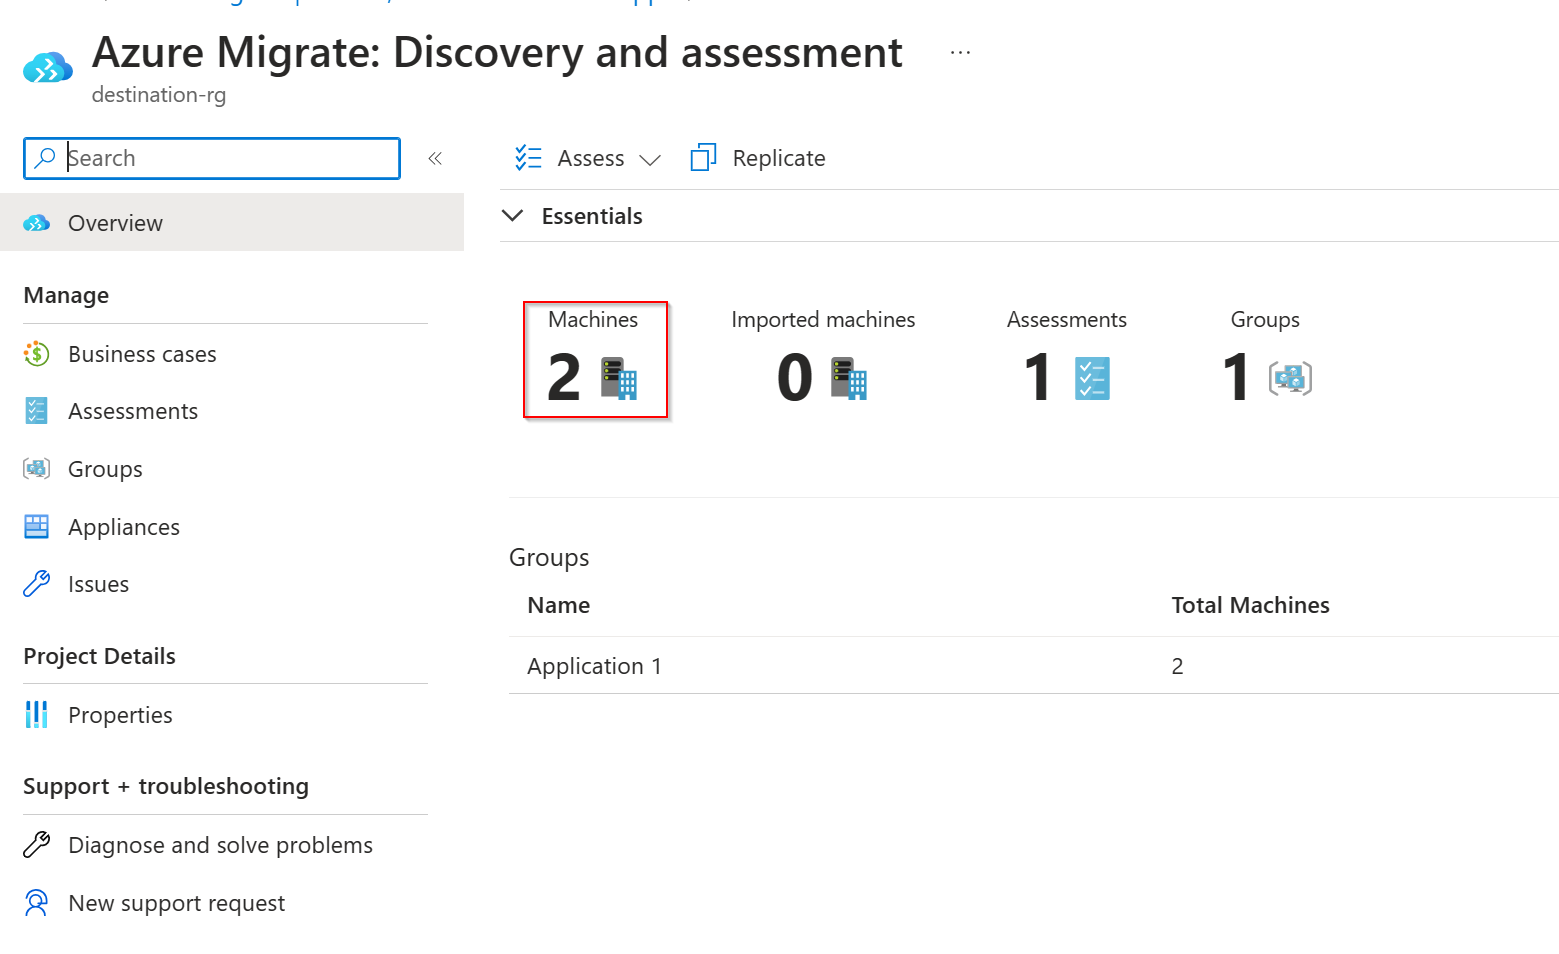 Azure Migrate: Discovery and assessment ...
destination-rg
Search
«
Assess
Replicate
Overview
Essentials
Manage
Business cases
Assessments
Groups
Appliances
Issues
Project Details
Properties
Support + troubleshooting
Diagnose and solve problems
New support request
Machines
2
Imported machines
0
Assessments
1
Groups
1
Groups
Name Total Machines
Application 1 2